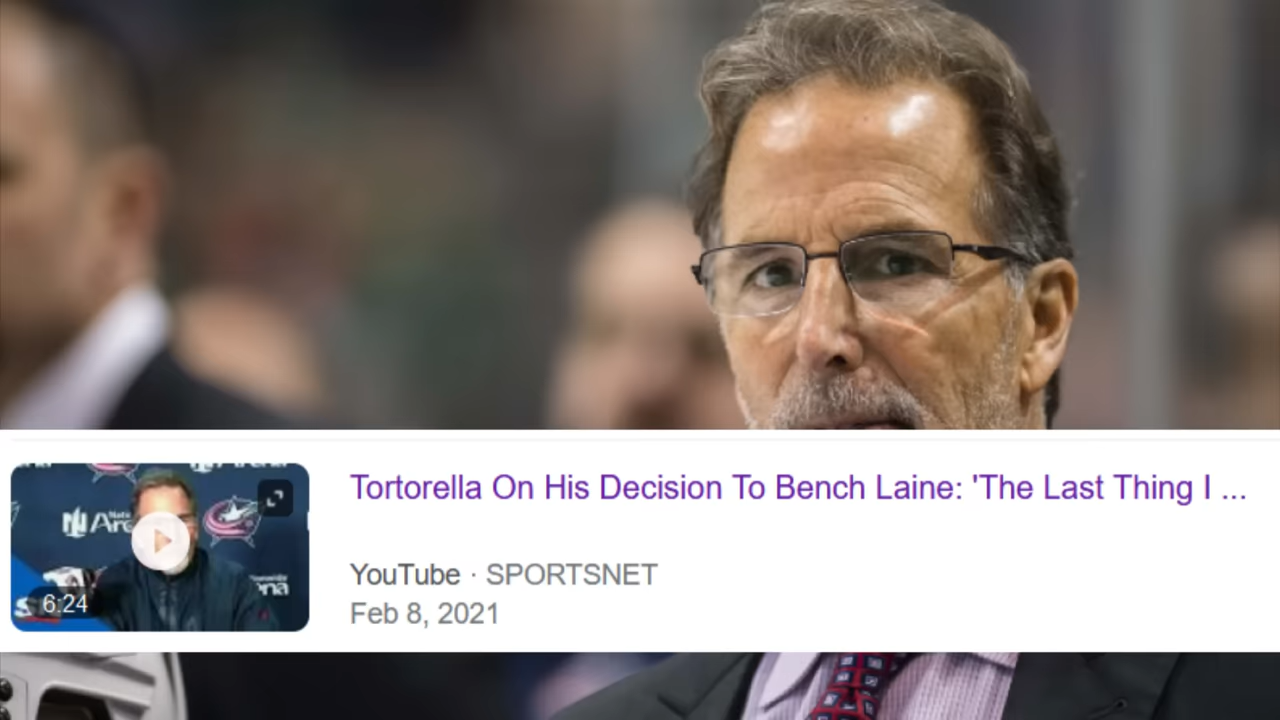 Tortorella On His Decision To Bench Laine: 'The Last Thing I ...
YouTube · SPORTSNET
Feb 8, 2021
6:24